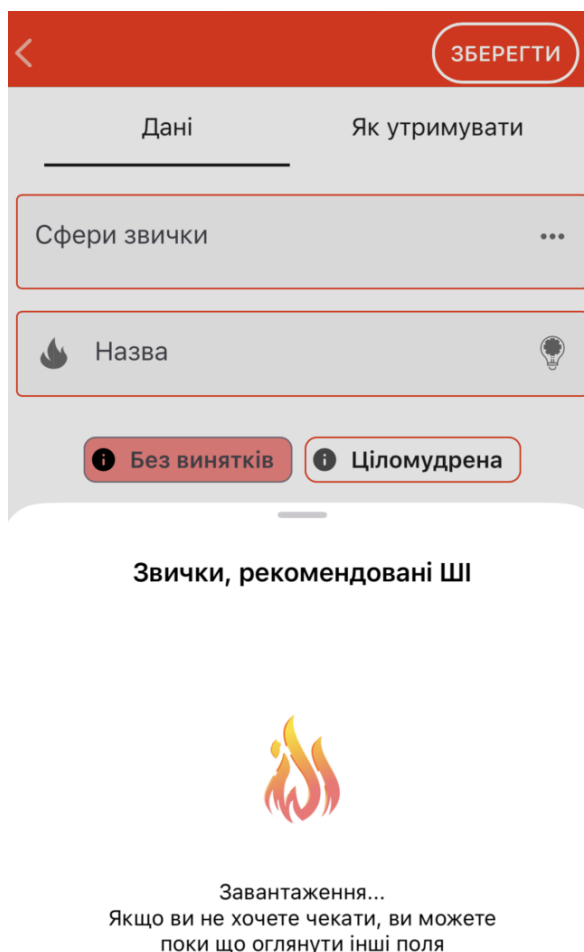 ЗБЕРЕГТИ
Дані
Як утримувати
Сфери звички
Назва
Без винятків
Ціломудрена
Звички, рекомендовані ШІ
Завантаження...
Якщо ви не хочете чекати, ви можете
поки що оглянути інші поля